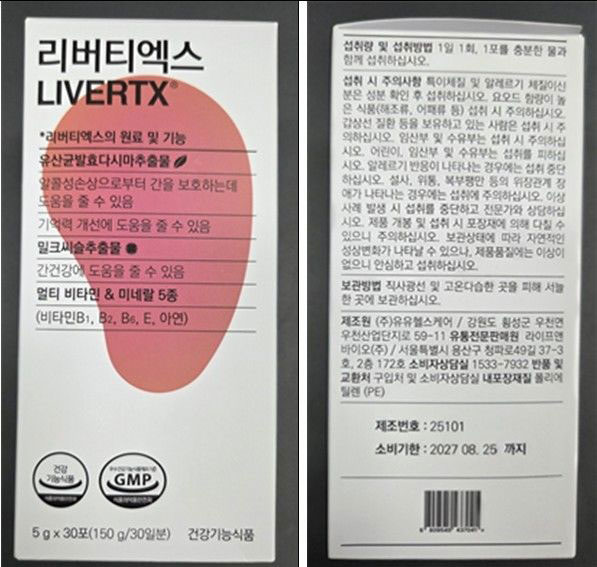 리버티엑스
LIVERTX®
*리버티엑스의 원료 및 기능
유산균발효다시마추출물
알콜성손상으로부터 간을 보호하는데
도움을 줄 수 있음
기억력 개선에 도움을 줄 수 있음
밀크씨슬추출물
간건강에 도움을 줄 수 있음
멀티 비타민 & 미네랄 5종
(비타민B1, B2, B6, E, 아연)
건강
기능식품
식품의약품안전처
우수건강기능식품제조기준
GMP
식품의약품안전처
5 g x 30포(150 g/30일분) 건강기능식품
섭취량 및 섭취방법 1일 1회, 1포를 충분한 물과
함께 섭취하십시오.
섭취 시 주의사항 특이체질 및 알레르기 체질이신
분은 성분 확인 후 섭취하십시오. 요오드 함량이 높
은 식품(해조류, 어패류 등) 섭취 시 주의하십시오.
갑상선 질환 등을 보유하고 있는 사람은 섭취 시 주
의하십시오. 임산부 및 수유부는 섭취 시 주의하십
시오. 어린이, 임산부 및 수유부는 섭취를 피하십
시오. 알레르기 반응이 나타나는 경우에는 섭취 중단
하십시오. 설사, 위통, 복부팽만 등의 위장관계 장
애가 나타나는 경우에는 섭취에 주의하십시오. 이상
사례 발생 시 섭취를 중단하고 전문가와 상담하십
시오. 제품 개봉 및 섭취 시 포장재에 의해 다칠 수
있으니 주의하십시오. 보관상태에 따라 자연적인
성상변화가 나타날 수 있으나, 제품품질에는 이상이
없으니 안심하고 섭취하십시오.
보관방법 직사광선 및 고온다습한 곳을 피해 서늘
한 곳에 보관하십시오.
제조원 (주)유유헬스케어 / 강원도 횡성군 우천면
우천산업단지로 59-11 유통전문판매원 라이프앤
바이오(주) / 서울특별시 용산구 청파로49길 37-3
호, 2층 172호 소비자상담실 1533-7932 반품 및
교환처 구입처 및 소비자상담실 내포장재질 폴리에
틸렌 (PE)
제조번호 : 25101
소비기한 : 2027 08. 25 까지